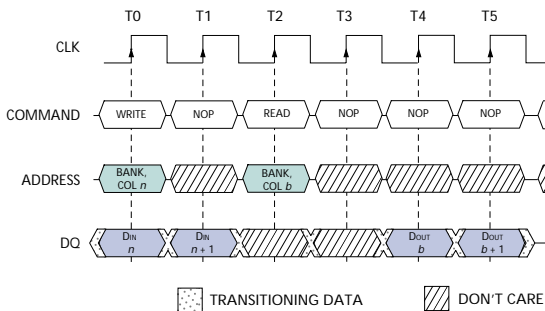 T0 T1 T2 T3 T4 T5
CLK
COMMAND WRITE NOP READ NOP NOP NOP
ADDRESS BANK, COL n BANK, COL b
DQ DIN n DIN n + 1 DOUT b DOUT b + 1
TRANSITIONING DATA DON'T CARE